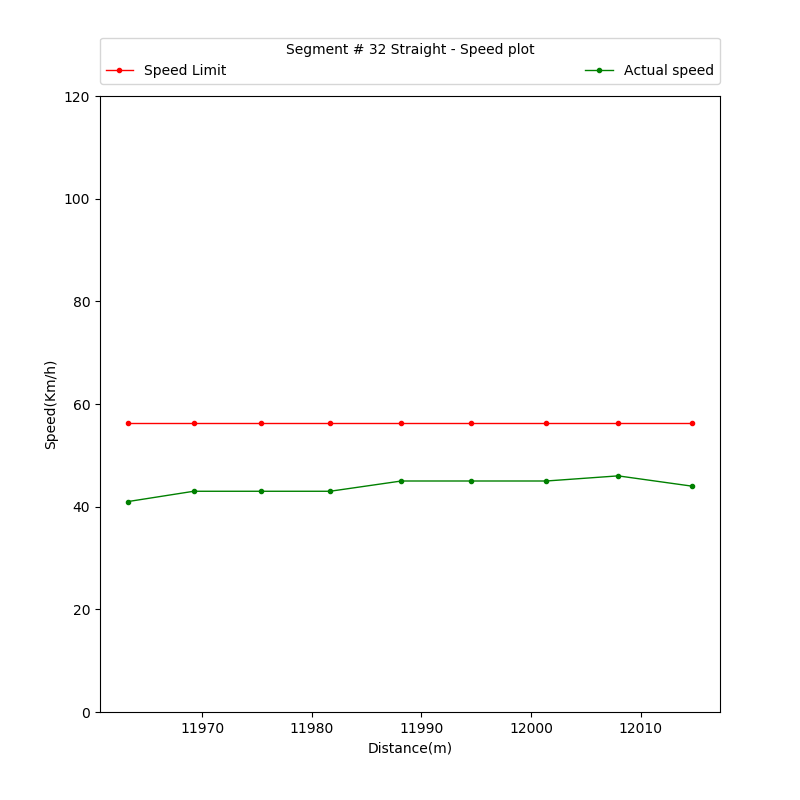 Segment # 32 Straight - Speed plot
Speed Limit
Actual speed
120
100
80
60
40
20
0
Speed(Km/h)
11970
11980
11990
12000
12010
Distance(m)